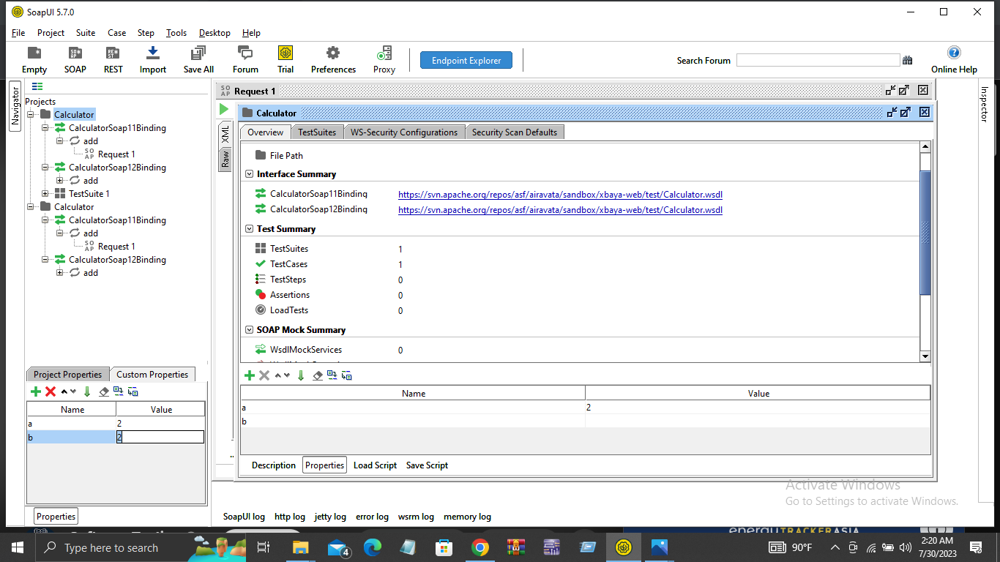 SoapUI 5.7.0
File Project Suite Case Step Tools Desktop Help
Empty SOAP REST Import Save All Forum Trial Preferences Proxy Endpoint Explorer Search Forum Online Help
Navigator
Projects
Calculator
CalculatorSoap11Binding
add
SOAP Request 1
CalculatorSoap12Binding
add
TestSuite 1
Calculator
CalculatorSoap11Binding
add
SOAP Request 1
CalculatorSoap12Binding
add
Project Properties Custom Properties
Name Value
a 2
b 2
Properties
SOAP Request 1
XML
Raw
Calculator
Overview TestSuites WS-Security Configurations Security Scan Defaults
File Path
Interface Summary
CalculatorSoap11Binding https://svn.apache.org/repos/asf/airavata/sandbox/xbaya-web/test/Calculator.wsdl
CalculatorSoap12Binding https://svn.apache.org/repos/asf/airavata/sandbox/xbaya-web/test/Calculator.wsdl
Test Summary
TestSuites 1
TestCases 1
TestSteps 0
Assertions 0
LoadTests 0
SOAP Mock Summary
WsdlMockServices 0
Name Value
a 2
b
Description Properties Load Script Save Script
Inspector
Activate Windows
Go to Settings to activate Windows.
SoapUI log http log jetty log error log wsrm log memory log
energyTRACKERASIA
Type here to search
4
90°F
2:20 AM
7/30/2023